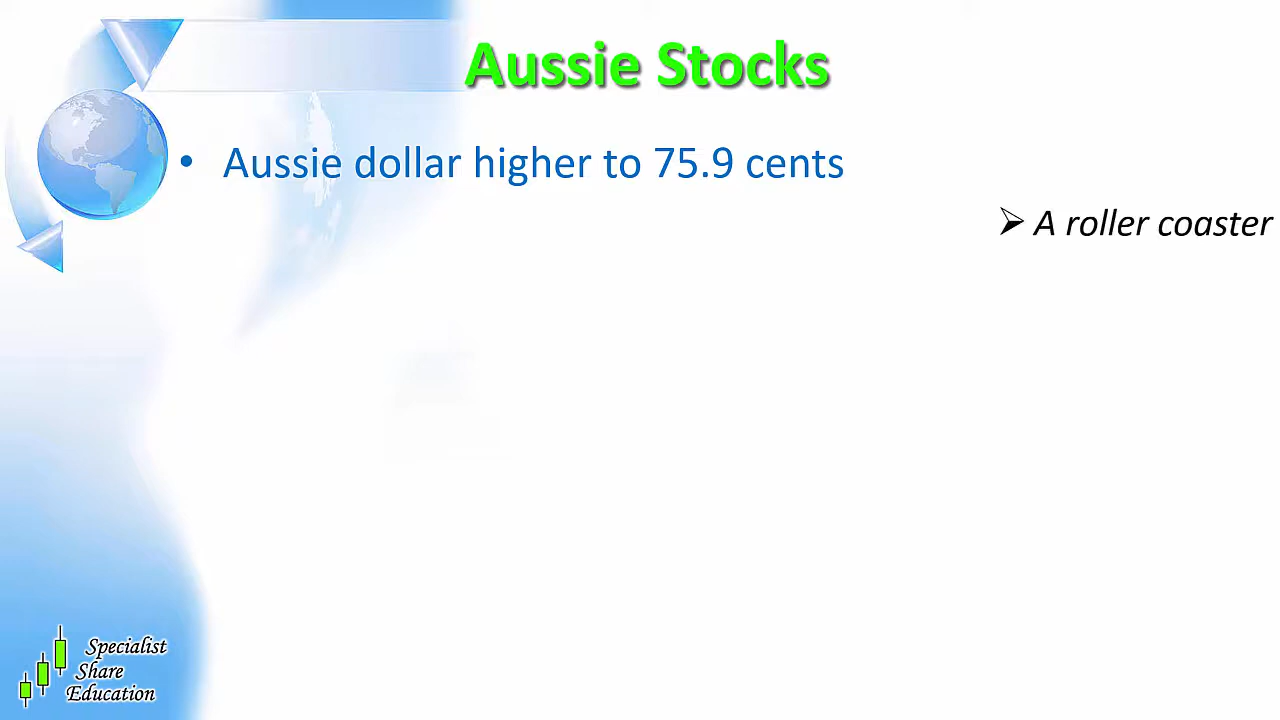 Aussie Stocks
• Aussie dollar higher to 75.9 cents
➢ A roller coaster
Specialist
Share
Education